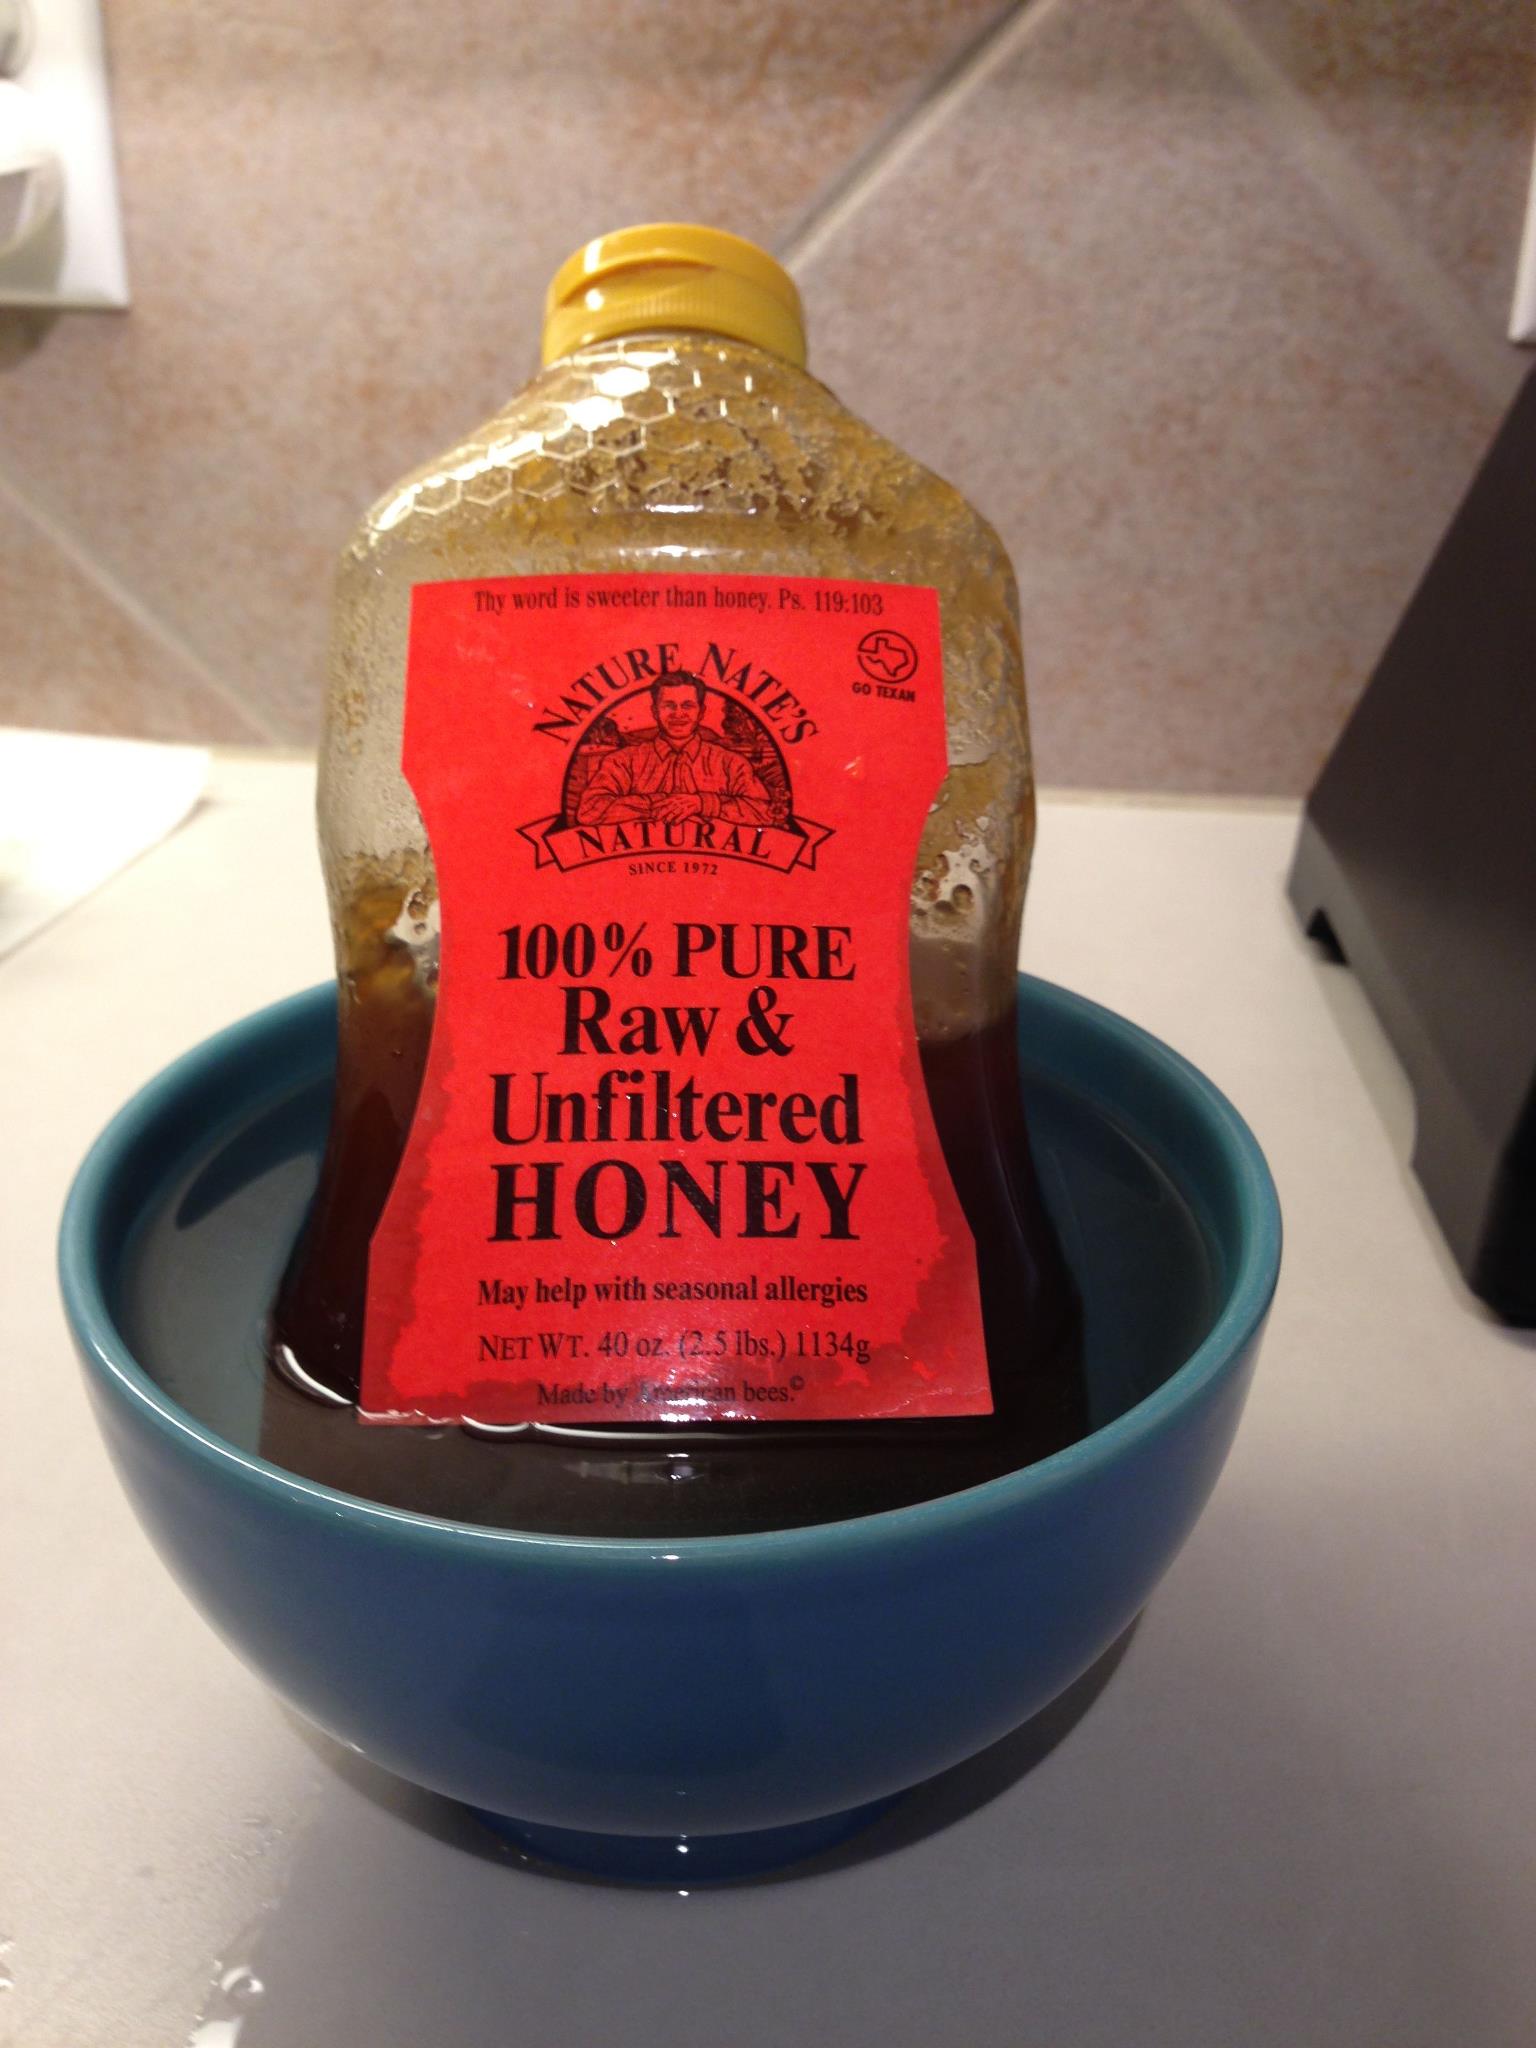 Thy word is sweeter than honey. Ps. 119:103
GO TEXAN
NATURE NATE'S
NATURAL
SINCE 1972
100% PURE
Raw &
Unfiltered
HONEY
May help with seasonal allergies
NET WT. 40 oz. (2.5 lbs.) 1134g
Made by American bees.©